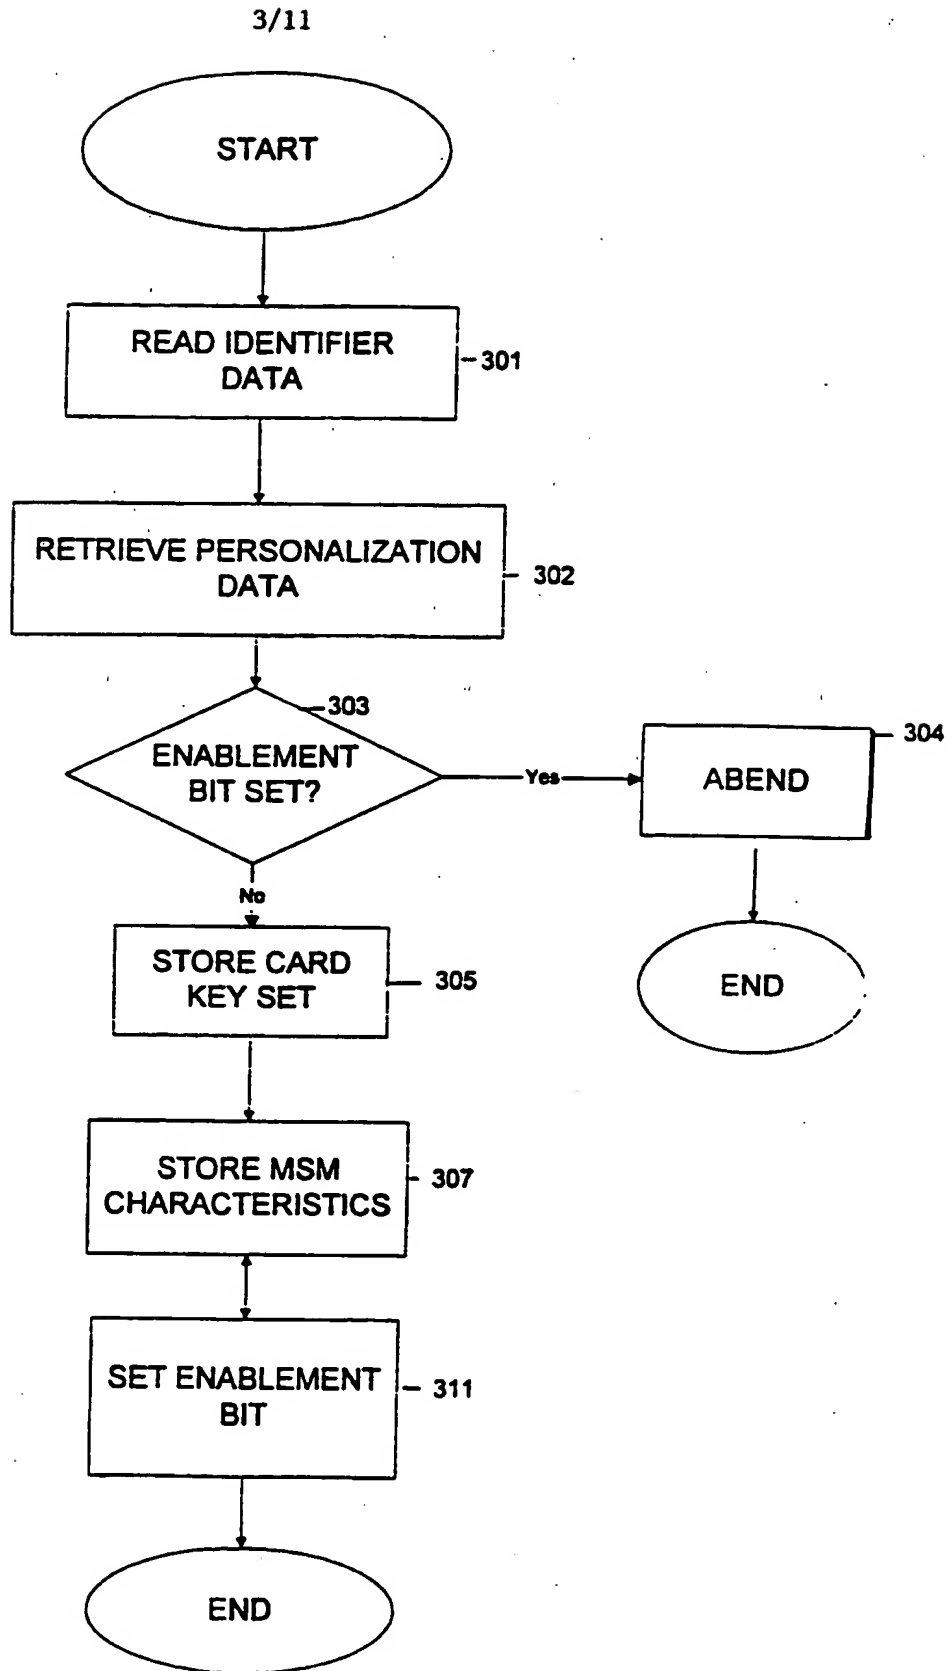 3/11
START
READ IDENTIFIER
DATA
301
RETRIEVE PERSONALIZATION
DATA
302
303
ENABLEMENT
BIT SET?
Yes
304
ABEND
No
END
STORE CARD
KEY SET
305
STORE MSM
CHARACTERISTICS
307
SET ENABLEMENT
BIT
311
END